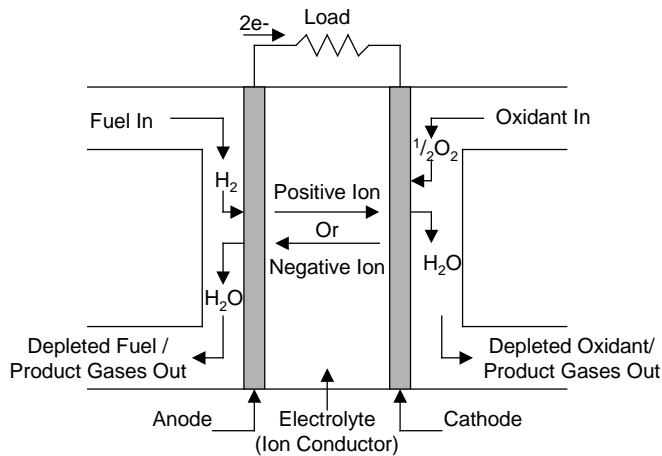 2e-
Load
Fuel In
Oxidant In
H₂
½O₂
Positive Ion
Or
Negative Ion
H₂O
H₂O
Depleted Fuel /
Product Gases Out
Depleted Oxidant/
Product Gases Out
Anode
Electrolyte
(Ion Conductor)
Cathode